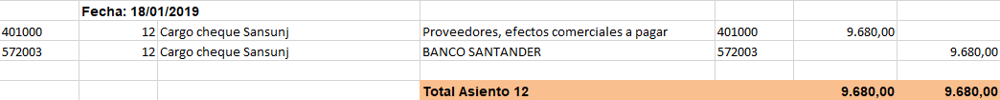 Fecha: 18/01/2019
401000 12 Cargo cheque Sansunj Proveedores, efectos comerciales a pagar 401000 9.680,00
572003 12 Cargo cheque Sansunj BANCO SANTANDER 572003 9.680,00
Total Asiento 12 9.680,00 9.680,00